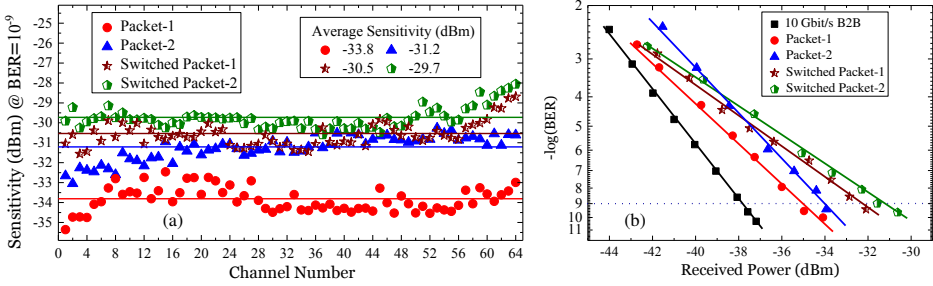 Sensitivity (dBm) @ BER=10⁻⁹
-25
-26
-27
-28
-29
-30
-31
-32
-33
-34
-35
Packet-1
Packet-2
Switched Packet-1
Switched Packet-2
Average Sensitivity (dBm)
-33.8 -31.2
-30.5 -29.7
(a)
0 4 8 12 16 20 24 28 32 36 40 44 48 52 56 60 64
Channel Number
-log(BER)
2
3
4
5
6
7
8
9
10
11
10 Gbit/s B2B
Packet-1
Packet-2
Switched Packet-1
Switched Packet-2
(b)
-44 -42 -40 -38 -36 -34 -32 -30
Received Power (dBm)